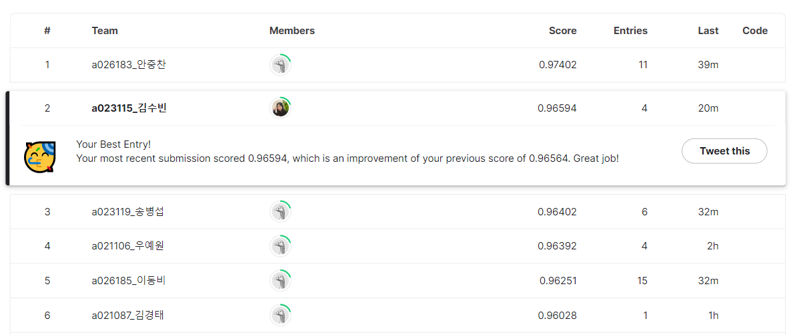 # Team Members Score Entries Last Code
1 a026183_안중찬 0.97402 11 39m
2 a023115_김수빈 0.96594 4 20m
Your Best Entry!
Your most recent submission scored 0.96594, which is an improvement of your previous score of 0.96564. Great job!
Tweet this
3 a023119_송병섭 0.96402 6 32m
4 a021106_우예원 0.96392 4 2h
5 a026185_이동비 0.96251 15 32m
6 a021087_김경태 0.96028 1 1h